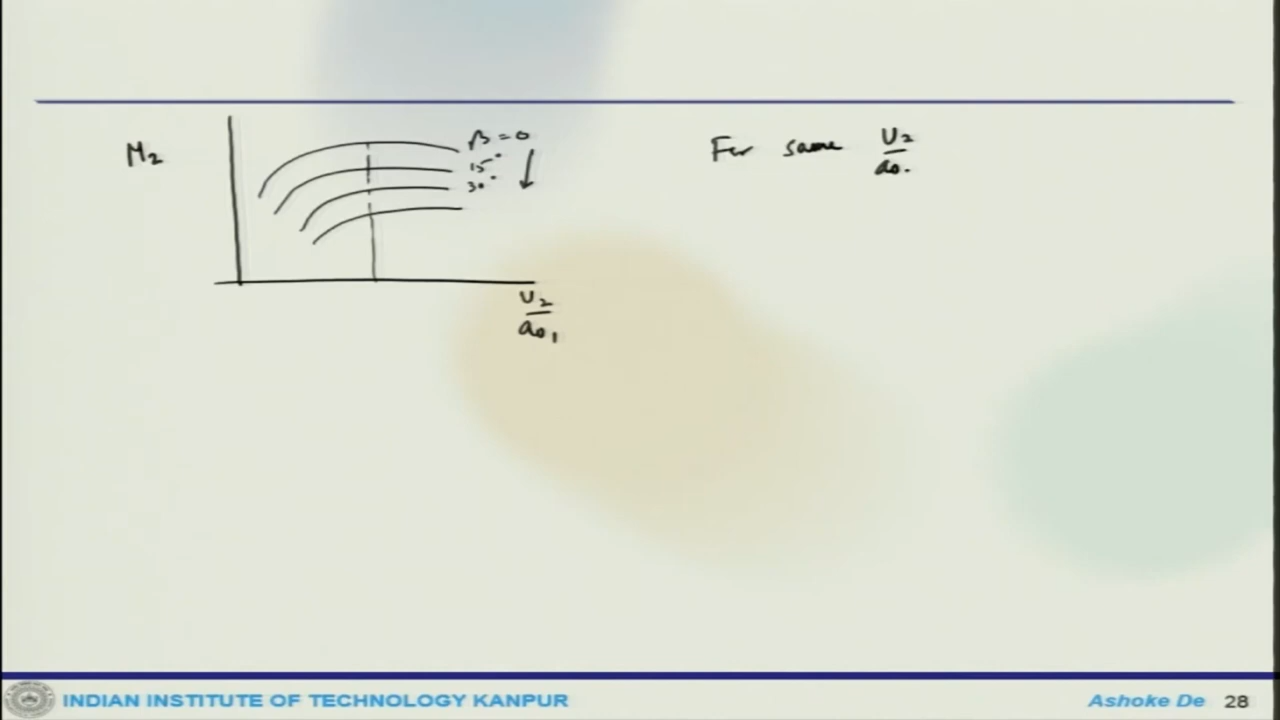 M₂
β = 0
15°
30°
U₂
a₀₁
For same U₂
a₀.
INDIAN INSTITUTE OF TECHNOLOGY KANPUR
Ashoke De 28